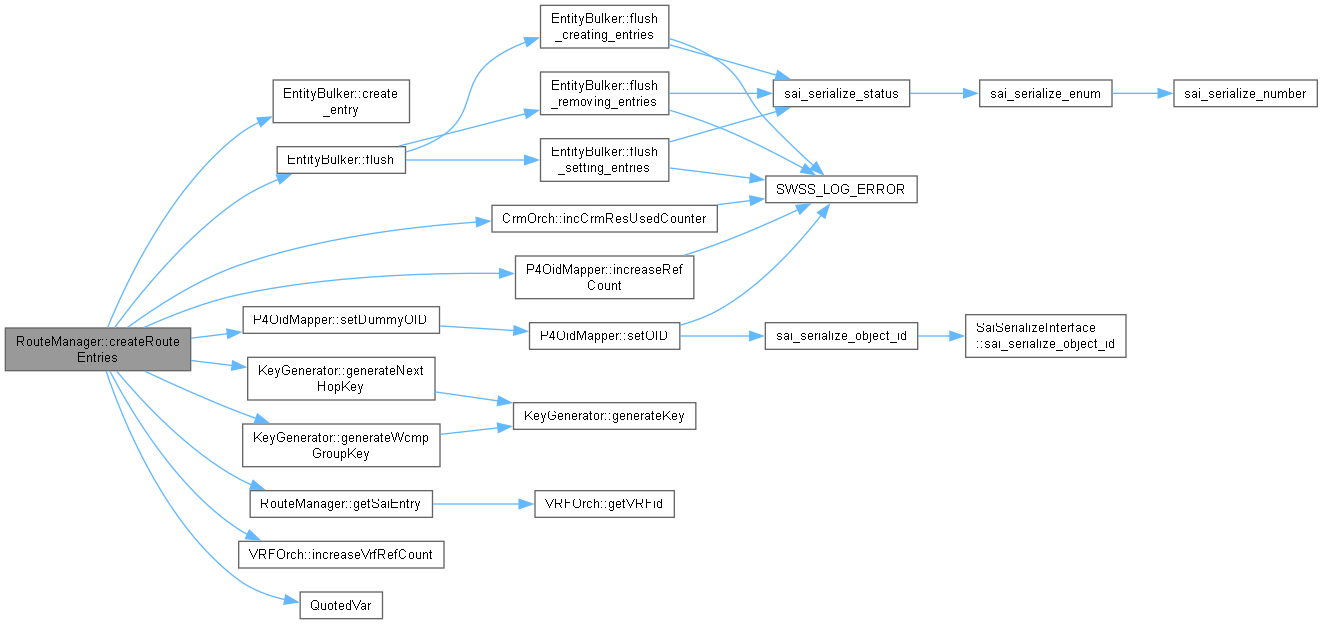 RouteManager::createRoute
Entries
EntityBulker::create
_entry
EntityBulker::flush
EntityBulker::flush
_creating_entries
EntityBulker::flush
_removing_entries
EntityBulker::flush
_setting_entries
sai_serialize_status
sai_serialize_enum
sai_serialize_number
SWSS_LOG_ERROR
CrmOrch::incCrmResUsedCounter
P4OidMapper::increaseRef
Count
P4OidMapper::setDummyOID
P4OidMapper::setOID
sai_serialize_object_id
SaiSerializeInterface
::sai_serialize_object_id
KeyGenerator::generateNext
HopKey
KeyGenerator::generateWcmp
GroupKey
KeyGenerator::generateKey
RouteManager::getSaiEntry
VRFOrch::getVRFid
VRFOrch::increaseVrfRefCount
QuotedVar